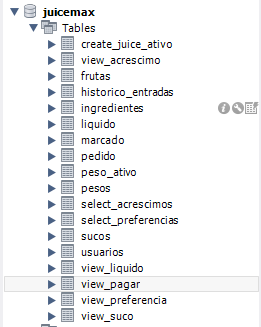 juicemax
Tables
create_juice_ativo
view_acrescimo
frutas
historico_entradas
ingredientes
liquido
marcado
pedido
peso_ativo
pesos
select_acrescimos
select_preferencias
sucos
usuarios
view_liquido
view_pagar
view_preferencia
view_suco